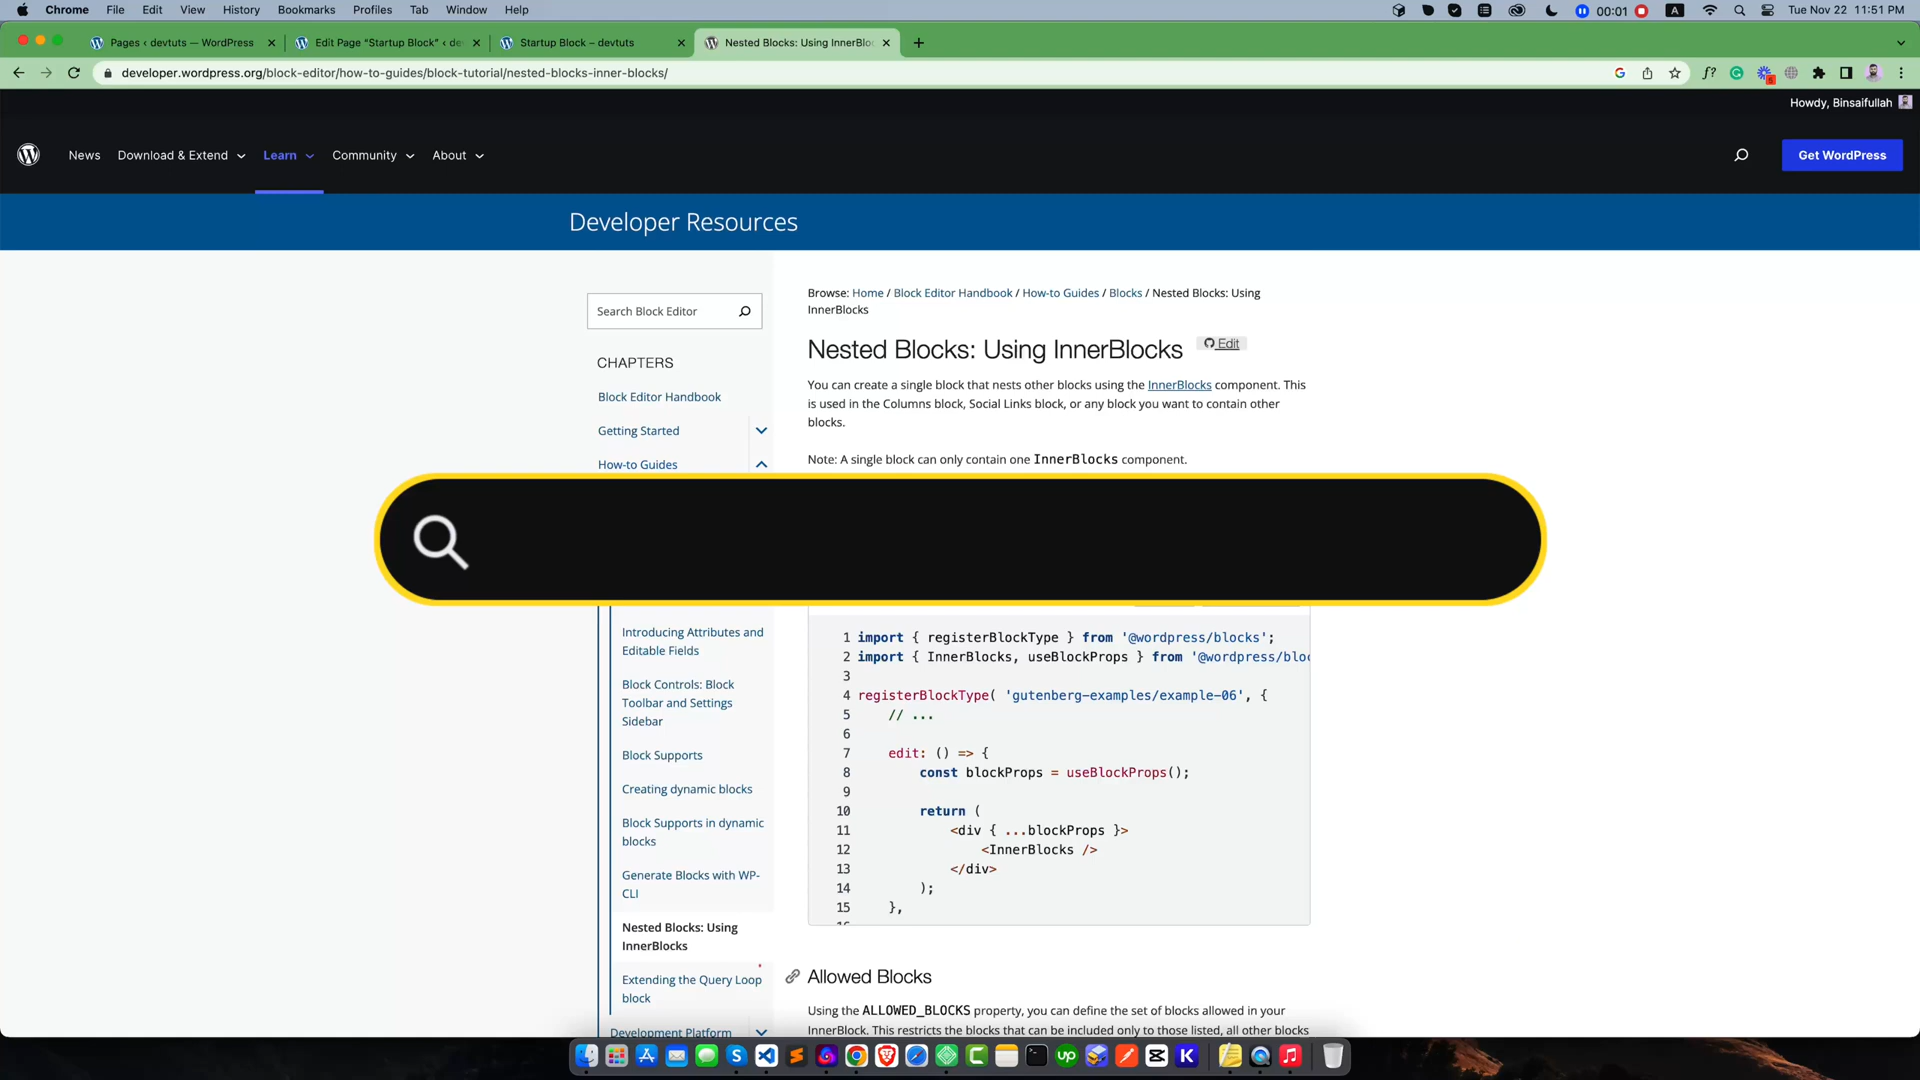 Chrome File Edit View History Bookmarks Profiles Tab Window Help 00:01 A Tue Nov 22 11:51 PM
Pages ‹ devtuts — WordPress Edit Page “Startup Block” ‹ de Startup Block – devtuts Nested Blocks: Using InnerBlo
developer.wordpress.org/block-editor/how-to-guides/block-tutorial/nested-blocks-inner-blocks/
Howdy, Binsaifullah
News Download & Extend Learn Community About Get WordPress
Developer Resources
Browse: Home / Block Editor Handbook / How-to Guides / Blocks / Nested Blocks: Using
InnerBlocks
Search Block Editor
Nested Blocks: Using InnerBlocks Edit
CHAPTERS
You can create a single block that nests other blocks using the InnerBlocks component. This
is used in the Columns block, Social Links block, or any block you want to contain other
blocks.
Block Editor Handbook
Getting Started
How-to Guides
Note: A single block can only contain one InnerBlocks component.
Introducing Attributes and
Editable Fields
Block Controls: Block
Toolbar and Settings
Sidebar
Block Supports
Creating dynamic blocks
Block Supports in dynamic
blocks
Generate Blocks with WP-
CLI
Nested Blocks: Using
InnerBlocks
Extending the Query Loop
block
Development Platform
1 import { registerBlockType } from '@wordpress/blocks';
2 import { InnerBlocks, useBlockProps } from '@wordpress/bloc
3
4 registerBlockType( 'gutenberg-examples/example-06', {
5 // ...
6
7 edit: () => {
8 const blockProps = useBlockProps();
9
10 return (
11 <div { ...blockProps }>
12 <InnerBlocks />
13 </div>
14 );
15 },
Allowed Blocks
Using the ALLOWED_BLOCKS property, you can define the set of blocks allowed in your
InnerBlock. This restricts the blocks that can be included only to those listed, all other blocks